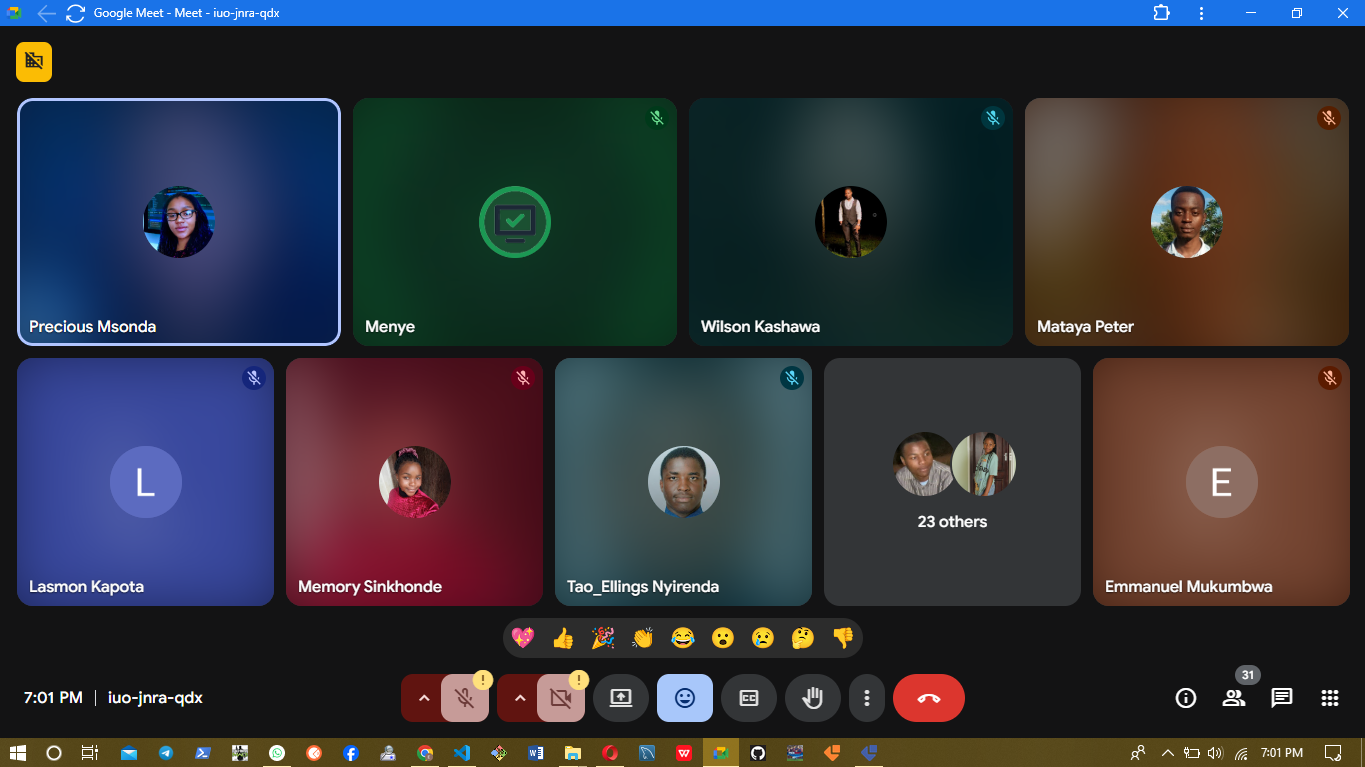 Google Meet - Meet - iuo-jnra-qdx
Precious Msonda
Menye
Wilson Kashawa
Mataya Peter
L
E
23 others
Lasmon Kapota
Memory Sinkhonde
Tao_Ellings Nyirenda
Emmanuel Mukumbwa
7:01 PM | iuo-jnra-qdx
!
!
CC
31
7:01 PM